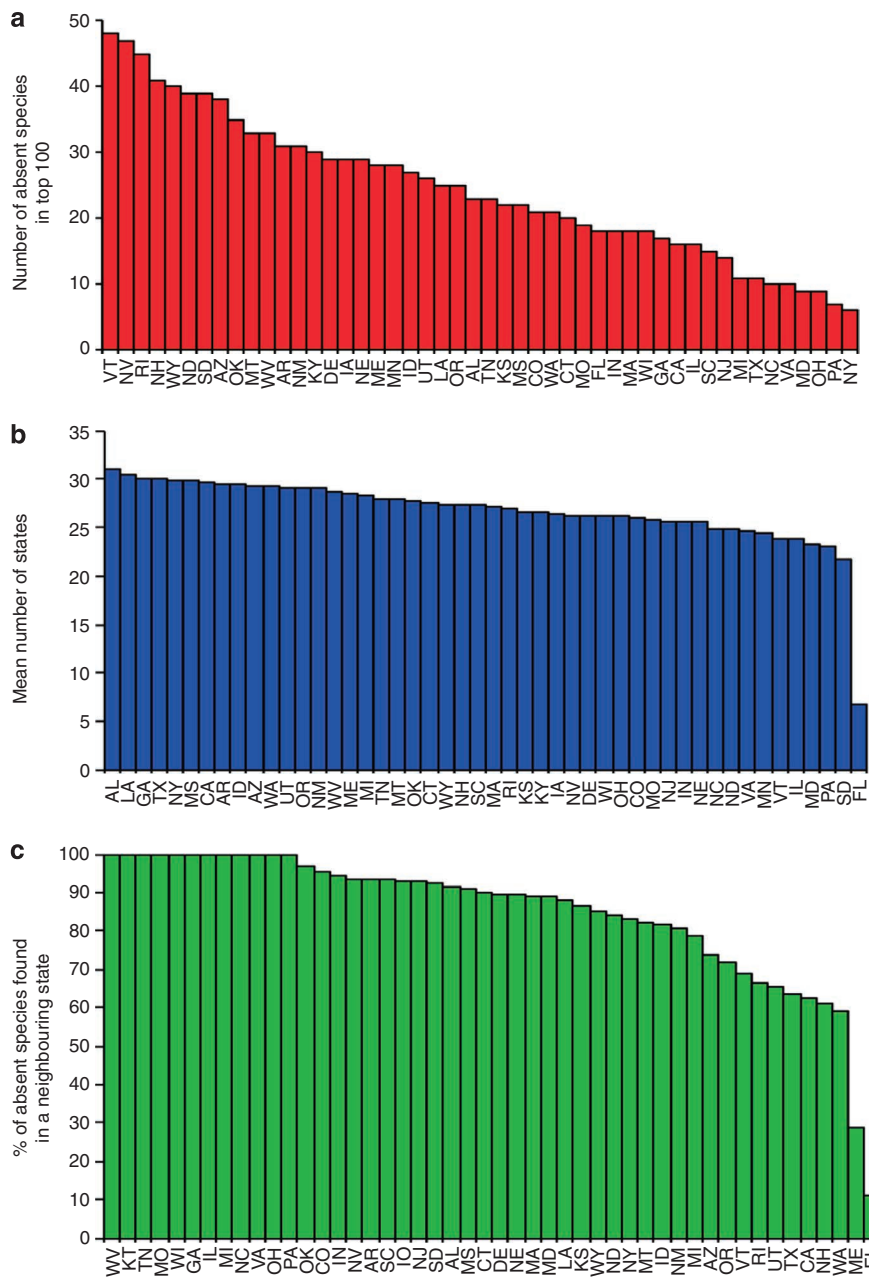 a
Number of absent species
in top 100
50
40
30
20
10
0
VT NV RI NH WY ND SD AZ OK MT WV AR NM KY DE IA NE ME MN ID UT LA OR AL TN KS MS CO WA CT MO FL IN MA WI GA CA IL SC NJ MI TX NC VA MD OH PA NY
b
Mean number of states
35
30
25
20
15
10
5
0
AL LA GA TX NY MS CA AR ID AZ WA UT OR NM WV ME MI TN MT OK CT WY NH SC MA RI KS KY IA NV DE WI OH CO MO NJ IN NE NC ND VA MN VT IL MD PA SD FL
c
% of absent species found
in a neighbouring state
100
90
80
70
60
50
40
30
20
10
0
WV KT TN MO WI GA IL MI NC VA OH PA OK CO IN NV AR SC IO NJ SD AL MS CT DE NE MA MD LA KS WY ND NY MT ID NM MI AZ OR VT RI UT TX CA NH WA ME